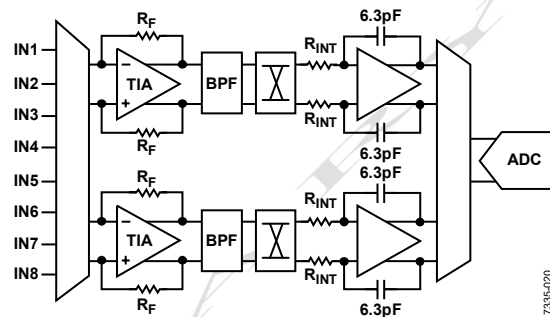 RF
6.3pF
IN1
RINT
TIA
BPF
IN2
IN3
RINT
RF
6.3pF
IN4
ADC
IN5
RF
6.3pF
IN6
RINT
TIA
BPF
IN7
IN8
RINT
RF
6.3pF
7335-020